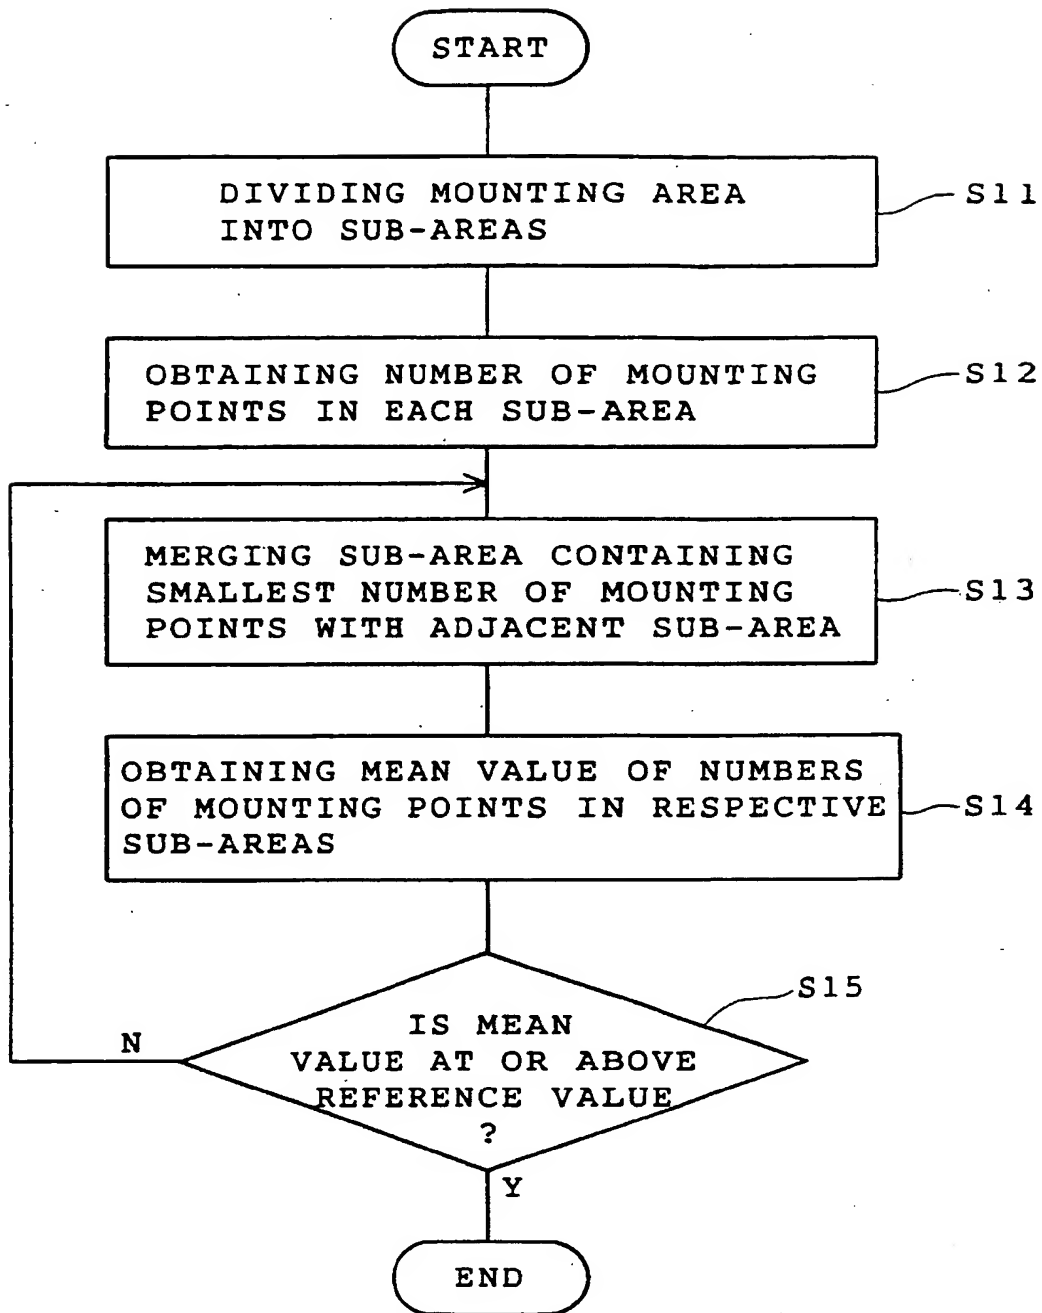 START
DIVIDING MOUNTING AREA
INTO SUB-AREAS
S11
OBTAINING NUMBER OF MOUNTING
POINTS IN EACH SUB-AREA
S12
MERGING SUB-AREA CONTAINING
SMALLEST NUMBER OF MOUNTING
POINTS WITH ADJACENT SUB-AREA
S13
OBTAINING MEAN VALUE OF NUMBERS
OF MOUNTING POINTS IN RESPECTIVE
SUB-AREAS
S14
S15
IS MEAN
VALUE AT OR ABOVE
REFERENCE VALUE
?
N
Y
END